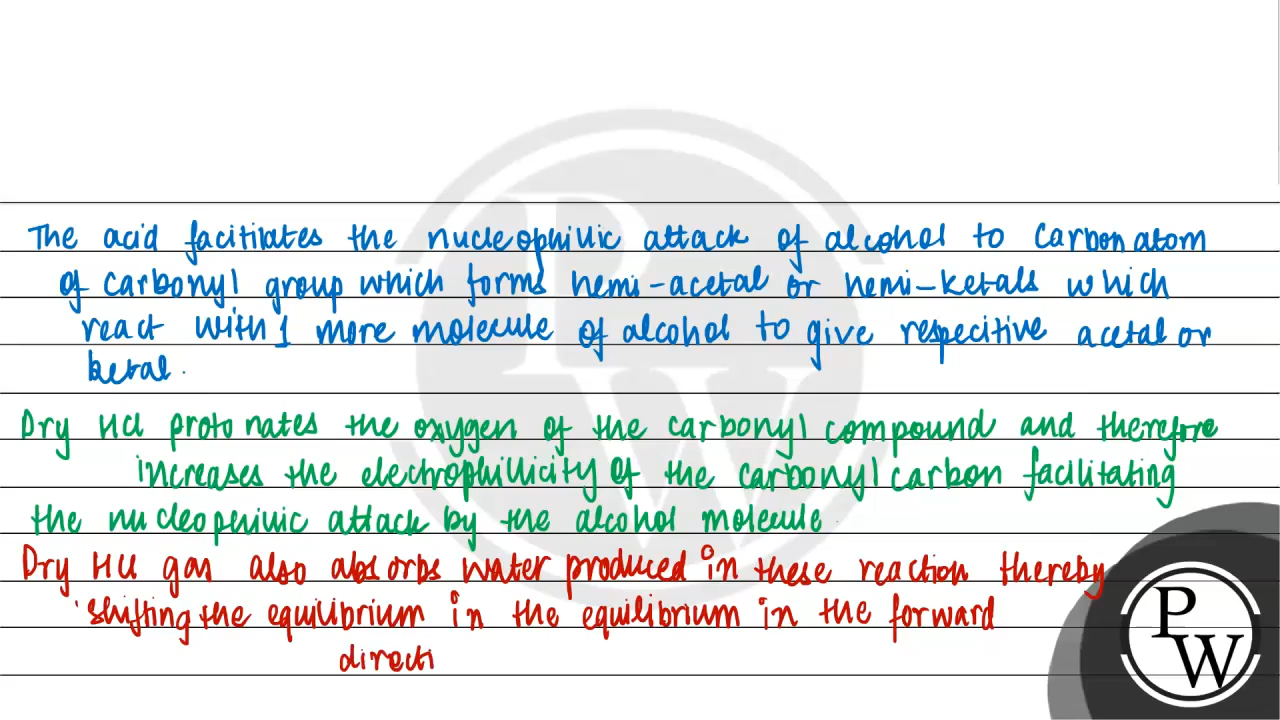 The acid facitilates the nucleophilic attack of alcohol to carbon atom
of carbonyl group which forms hemi-acetal or hemi-ketals which
react with 1 more molecule of alcohol to give respecitive acetal or
ketal.
Dry HCl protonates the oxygen of the carbonyl compound and therefore
increases the electrophillicity of the carbonyl carbon facilitating
the nucleophilic attack by the alcohol molecule
Dry HCl gas also absorbs water produced in these reaction thereby
shifting the equilibrium in the equilibrium in the forward
directi
P
W
P
W